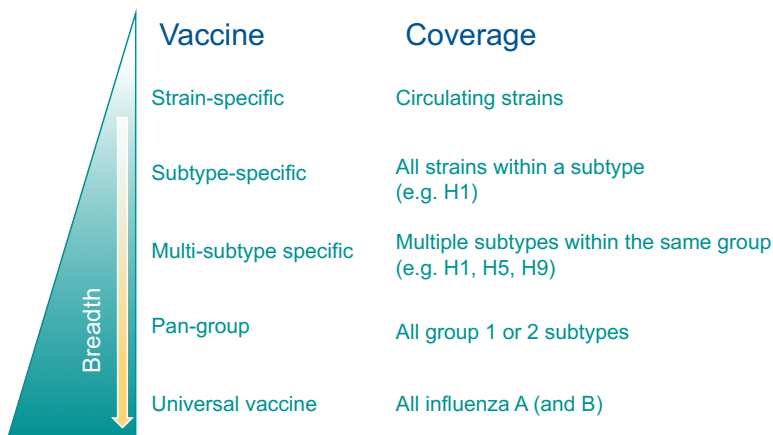 Vaccine Coverage
Strain-specific Circulating strains
Subtype-specific All strains within a subtype
(e.g. H1)
Multi-subtype specific Multiple subtypes within the same group
(e.g. H1, H5, H9)
Pan-group All group 1 or 2 subtypes
Universal vaccine All influenza A (and B)
Breadth